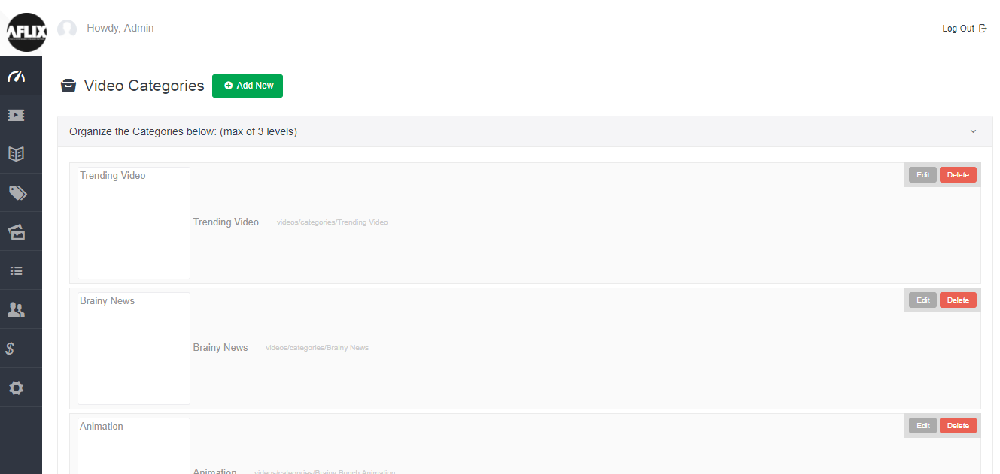 AFLIX
Howdy, Admin
Log Out
Video Categories
Add New
Organize the Categories below: (max of 3 levels)
Trending Video
Edit
Delete
Trending Video
videos/categories/Trending Video
Brainy News
Edit
Delete
Brainy News
videos/categories/Brainy News
Animation
Edit
Delete
Animation
videos/categories/Brainy Bunch Animation